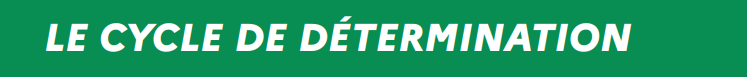 LE CYCLE DE DÉTERMINATION